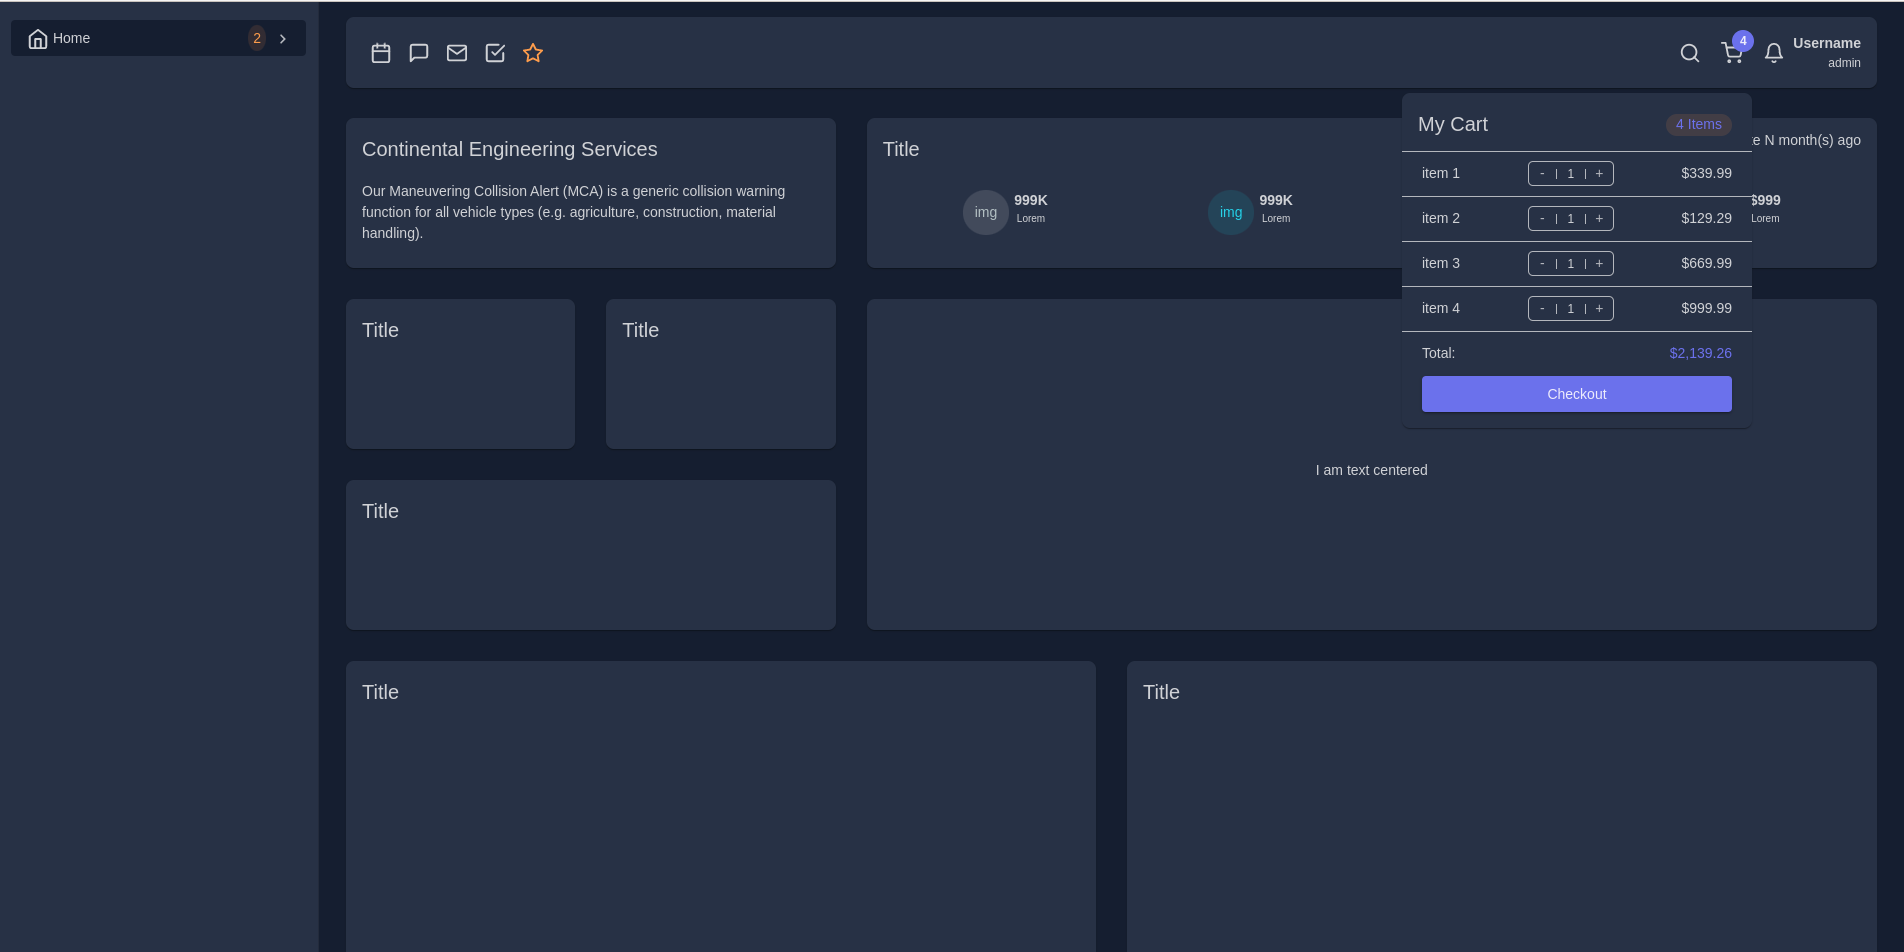 Home 2
4
Username
admin
Continental Engineering Services
Our Maneuvering Collision Alert (MCA) is a generic collision warning
function for all vehicle types (e.g. agriculture, construction, material
handling).
Title
N month(s) ago
img 999K
Lorem
img 999K
Lorem
$999
Lorem
My Cart 4 Items
item 1 - | 1 | + $339.99
item 2 - | 1 | + $129.29
item 3 - | 1 | + $669.99
item 4 - | 1 | + $999.99
Total: $2,139.26
Checkout
Title
Title
I am text centered
Title
Title
Title